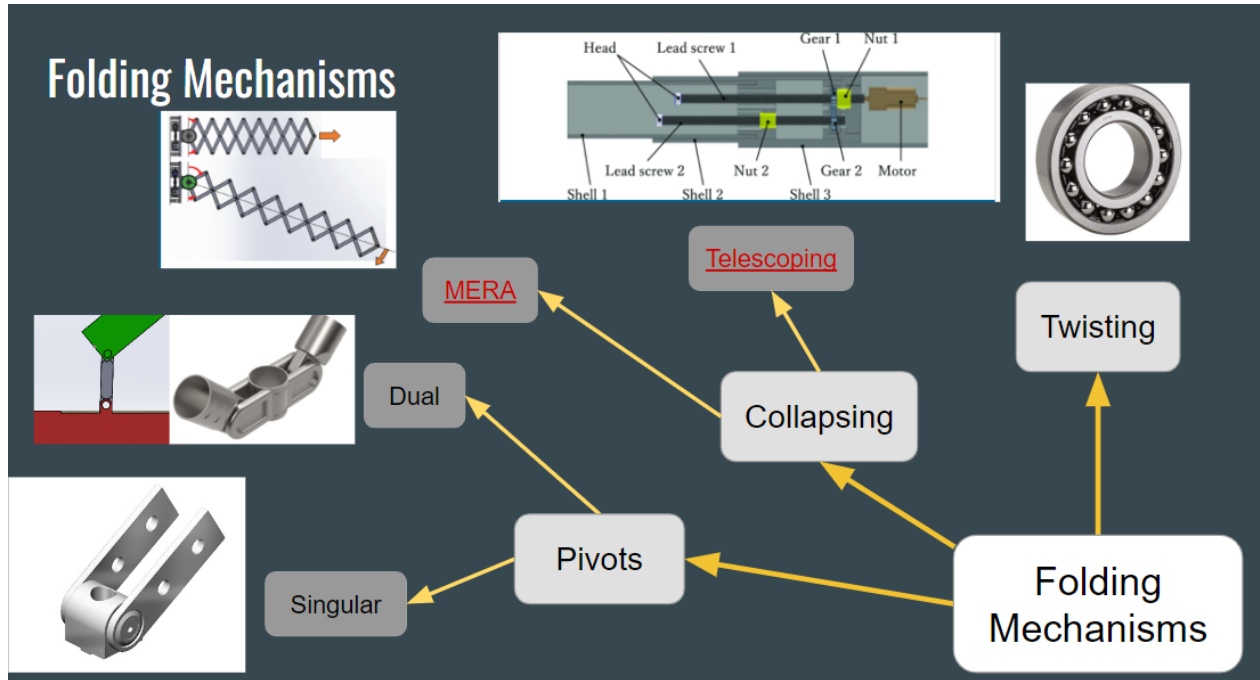 Folding Mechanisms
Head
Lead screw 1
Gear 1
Nut 1
Lead screw 2
Nut 2
Gear 2
Motor
Shell 1
Shell 2
Shell 3
MERA
Telescoping
Twisting
Dual
Collapsing
Pivots
Singular
Folding
Mechanisms